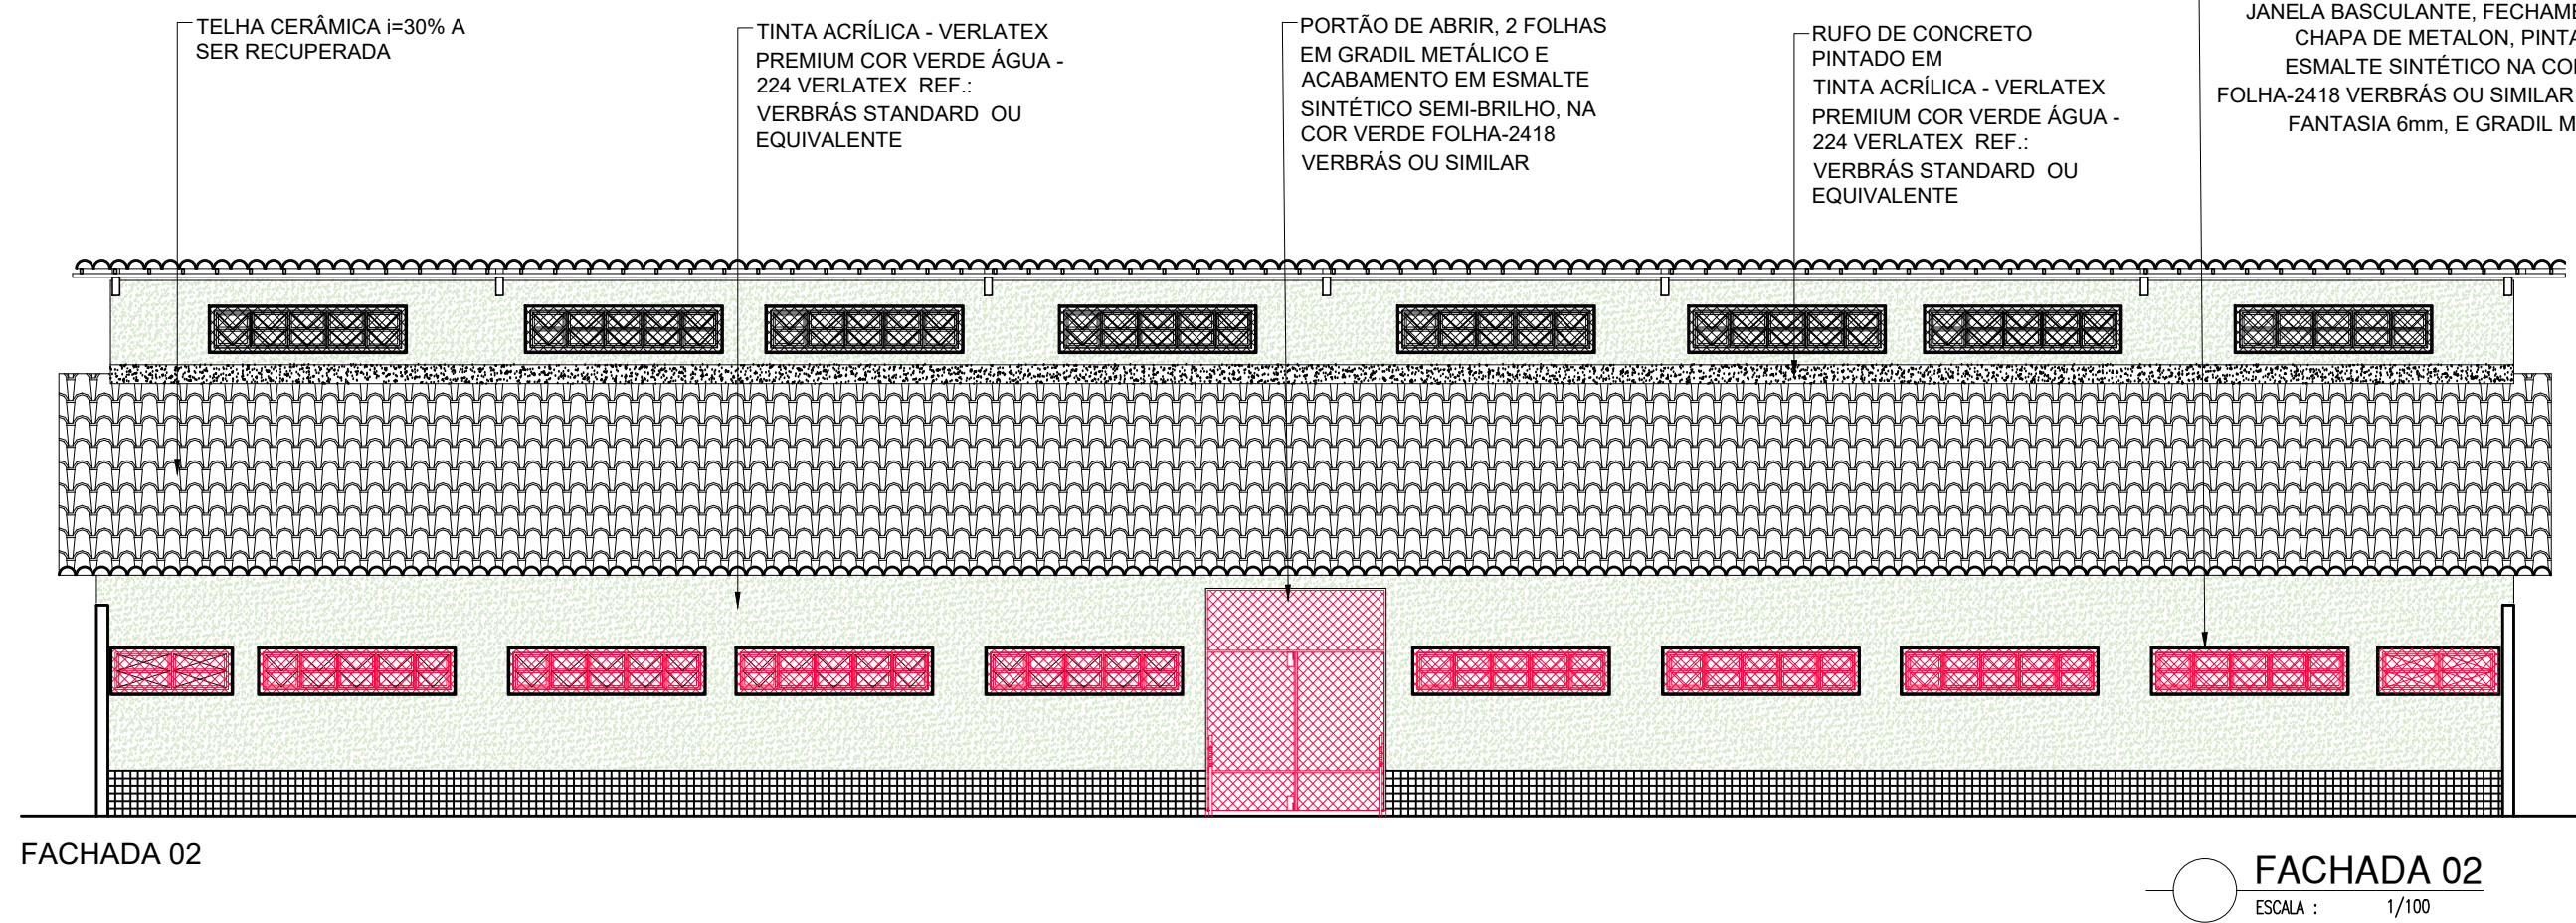 TELHA CERÂMICA i=30% A
SER RECUPERADA
TINTA ACRÍLICA - VERLATEX
PREMIUM COR VERDE ÁGUA -
224 VERLATEX REF.:
VERBRÁS STANDARD OU
EQUIVALENTE
PORTÃO DE ABRIR, 2 FOLHAS
EM GRADIL METÁLICO E
ACABAMENTO EM ESMALTE
SINTÉTICO SEMI-BRILHO, NA
COR VERDE FOLHA-2418
VERBRÁS OU SIMILAR
RUFO DE CONCRETO
PINTADO EM
TINTA ACRÍLICA - VERLATEX
PREMIUM COR VERDE ÁGUA -
224 VERLATEX REF.:
VERBRÁS STANDARD OU
EQUIVALENTE
JANELA BASCULANTE,
CHAPA DE METALON,
ESMALTE SINTÉTICO NA
FOLHA-2418 VERBRÁS OU SIMILAR
FANTASIA 6mm, E GRADIL
FACHADA 02
FACHADA 02
ESCALA : 1/100